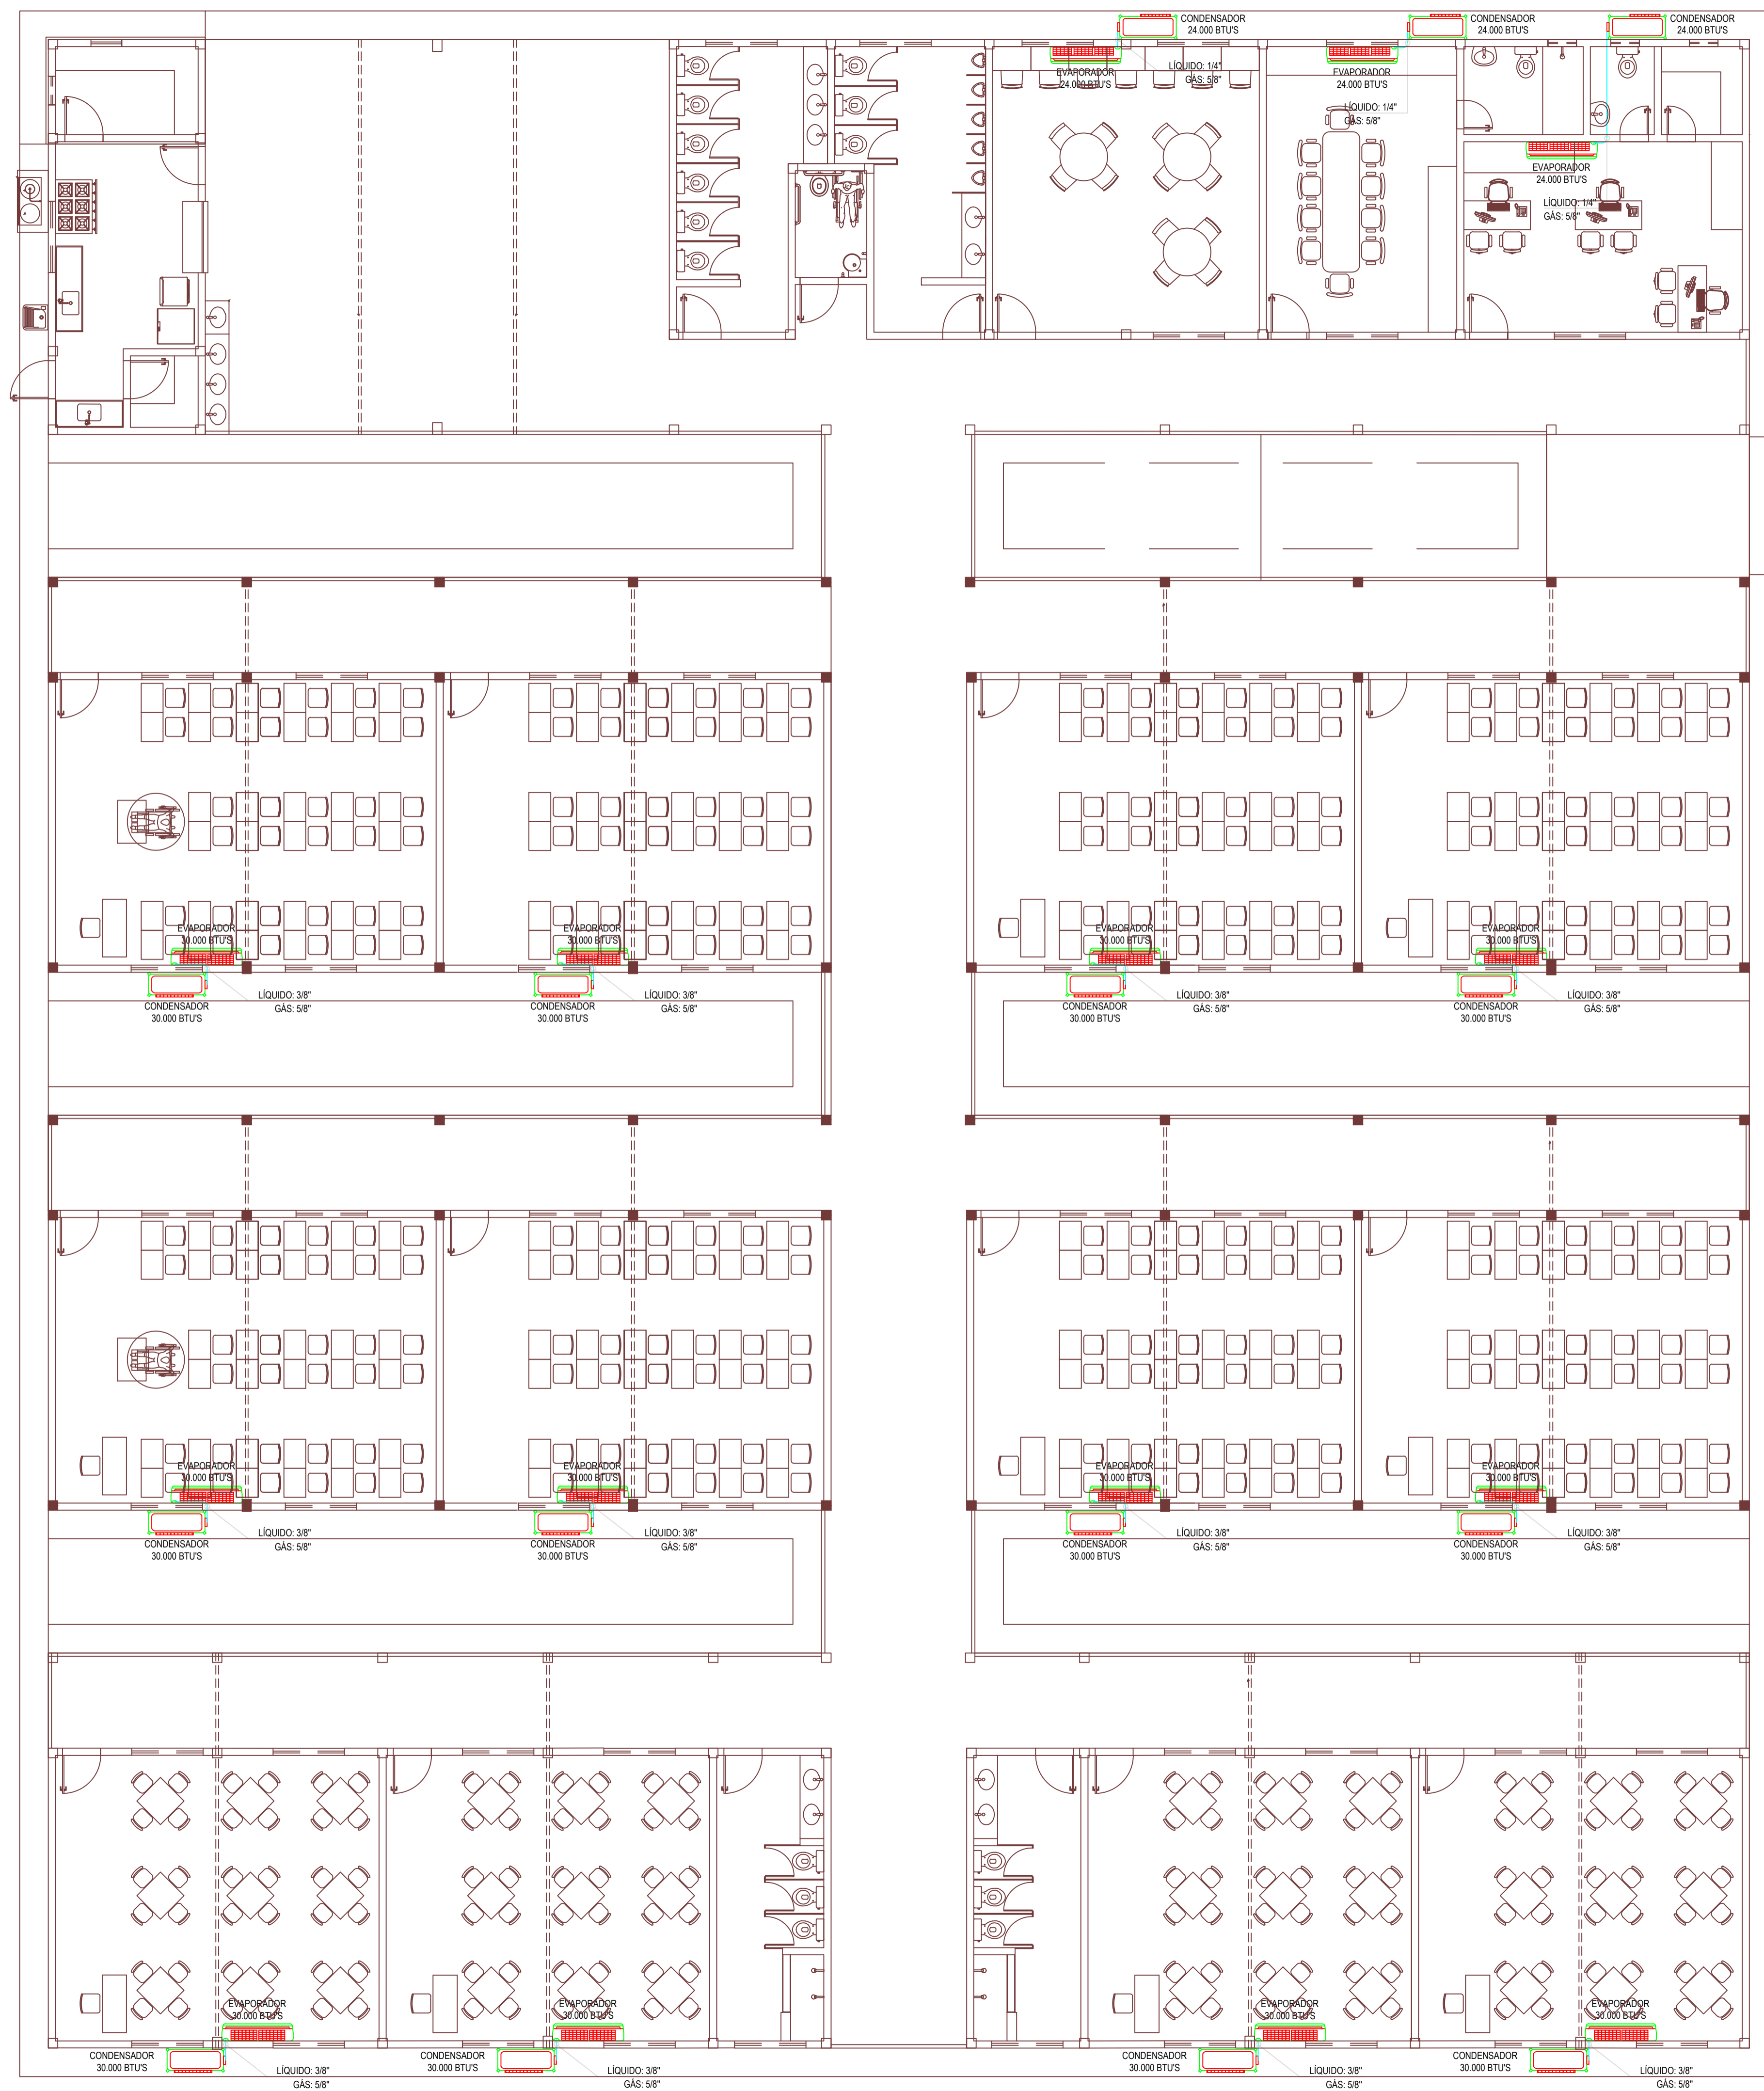 CONDENSADOR
24.000 BTU'S
CONDENSADOR
24.000 BTU'S
CONDENSADOR
24.000 BTU'S
EVAPORADOR
24.000 BTU'S
LÍQUIDO: 1/4"
GÁS: 5/8"
EVAPORADOR
24.000 BTU'S
LÍQUIDO: 1/4"
GÁS: 5/8"
EVAPORADOR
24.000 BTU'S
LÍQUIDO: 1/4"
GÁS: 5/8"
EVAPORADOR
30.000 BTU'S
EVAPORADOR
30.000 BTU'S
EVAPORADOR
30.000 BTU'S
EVAPORADOR
30.000 BTU'S
CONDENSADOR
30.000 BTU'S
LÍQUIDO: 3/8"
GÁS: 5/8"
CONDENSADOR
30.000 BTU'S
LÍQUIDO: 3/8"
GÁS: 5/8"
CONDENSADOR
30.000 BTU'S
LÍQUIDO: 3/8"
GÁS: 5/8"
CONDENSADOR
30.000 BTU'S
LÍQUIDO: 3/8"
GÁS: 5/8"
EVAPORADOR
30.000 BTU'S
EVAPORADOR
30.000 BTU'S
EVAPORADOR
30.000 BTU'S
EVAPORADOR
30.000 BTU'S
CONDENSADOR
30.000 BTU'S
LÍQUIDO: 3/8"
GÁS: 5/8"
CONDENSADOR
30.000 BTU'S
LÍQUIDO: 3/8"
GÁS: 5/8"
CONDENSADOR
30.000 BTU'S
LÍQUIDO: 3/8"
GÁS: 5/8"
CONDENSADOR
30.000 BTU'S
LÍQUIDO: 3/8"
GÁS: 5/8"
EVAPORADOR
30.000 BTU'S
EVAPORADOR
30.000 BTU'S
EVAPORADOR
30.000 BTU'S
EVAPORADOR
30.000 BTU'S
CONDENSADOR
30.000 BTU'S
LÍQUIDO: 3/8"
GÁS: 5/8"
CONDENSADOR
30.000 BTU'S
LÍQUIDO: 3/8"
GÁS: 5/8"
CONDENSADOR
30.000 BTU'S
LÍQUIDO: 3/8"
GÁS: 5/8"
CONDENSADOR
30.000 BTU'S
LÍQUIDO: 3/8"
GÁS: 5/8"